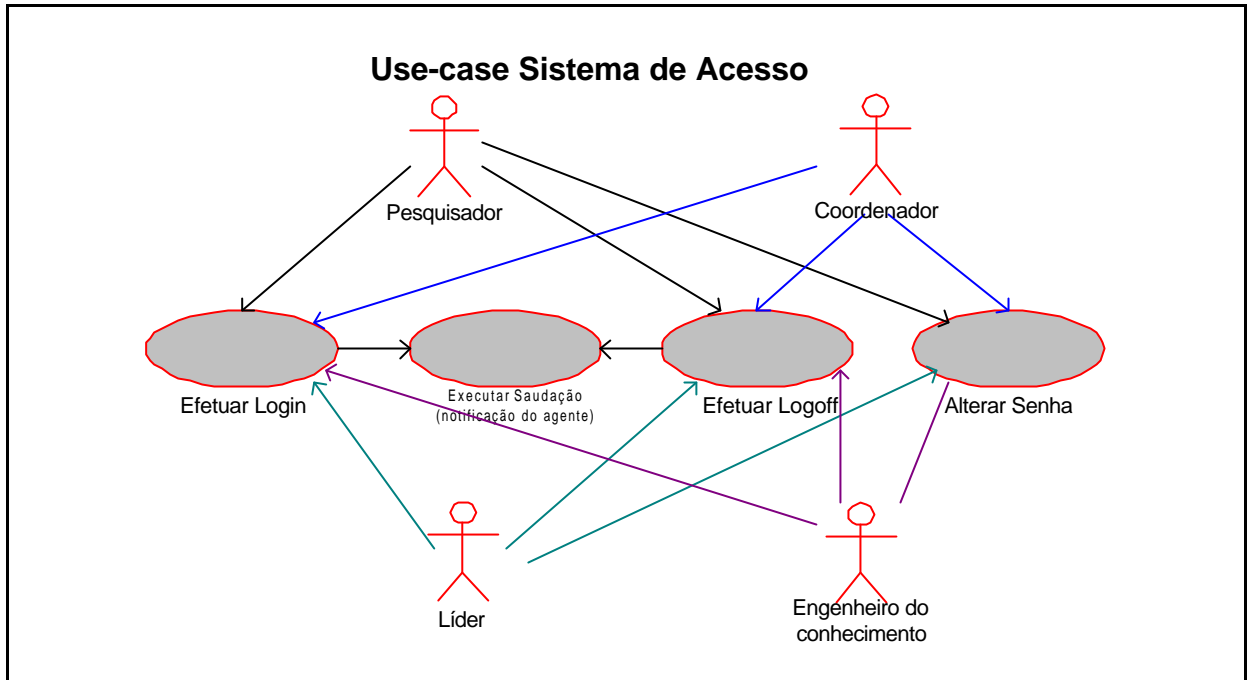 Use-case Sistema de Acesso
Pesquisador
Coordenador
Efetuar Login
Executar Saudação
(notificação do agente)
Efetuar Logoff
Alterar Senha
Líder
Engenheiro do
conhecimento